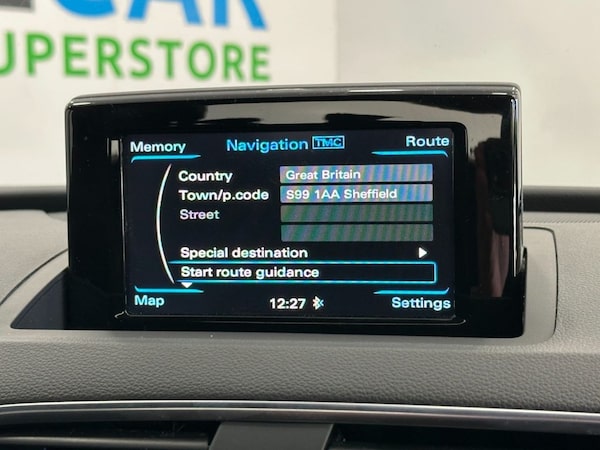 CAR
UPERSTORE
Memory Navigation TMC Route
Country Great Britain
Town/p.code S99 1AA Sheffield
Street
Special destination
Start route guidance
Map 12:27 Settings